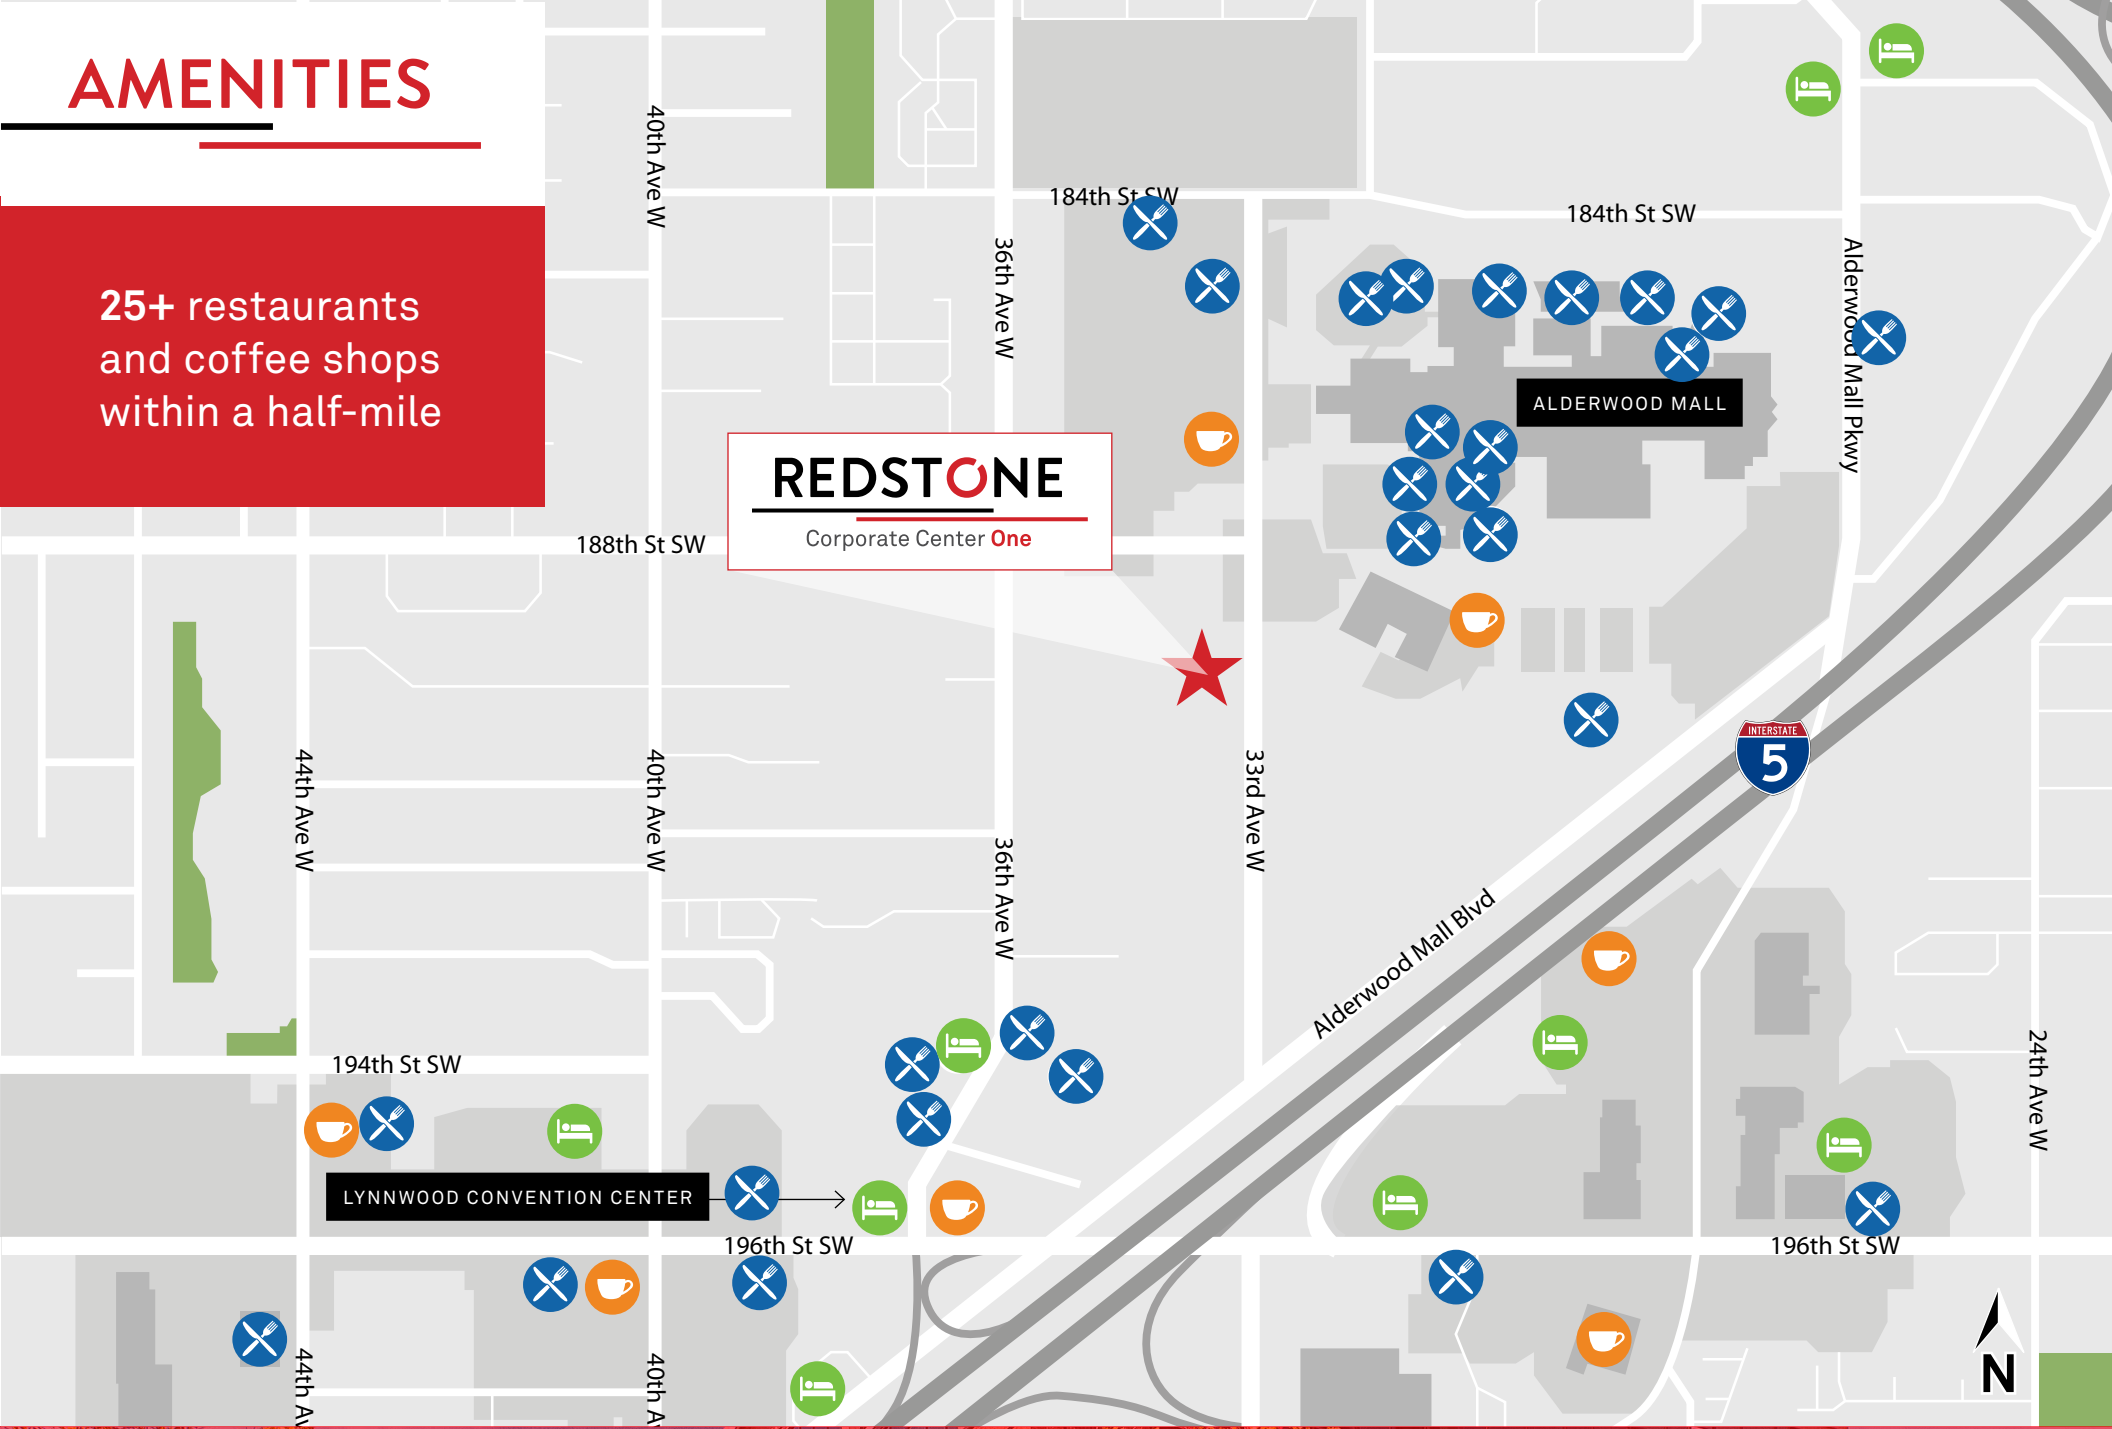 AMENITIES
25+ restaurants
and coffee shops
within a half-mile
40th Ave W
184th St SW
184th St SW
36th Ave W
Alderwood Mall Pkwy
ALDERWOOD MALL
REDSTONE
Corporate Center One
188th St SW
INTERSTATE
5
44th Ave W
40th Ave W
33rd Ave W
36th Ave W
Alderwood Mall Blvd
194th St SW
24th Ave W
LYNNWOOD CONVENTION CENTER
196th St SW
196th St SW
44th Av
40th A
N